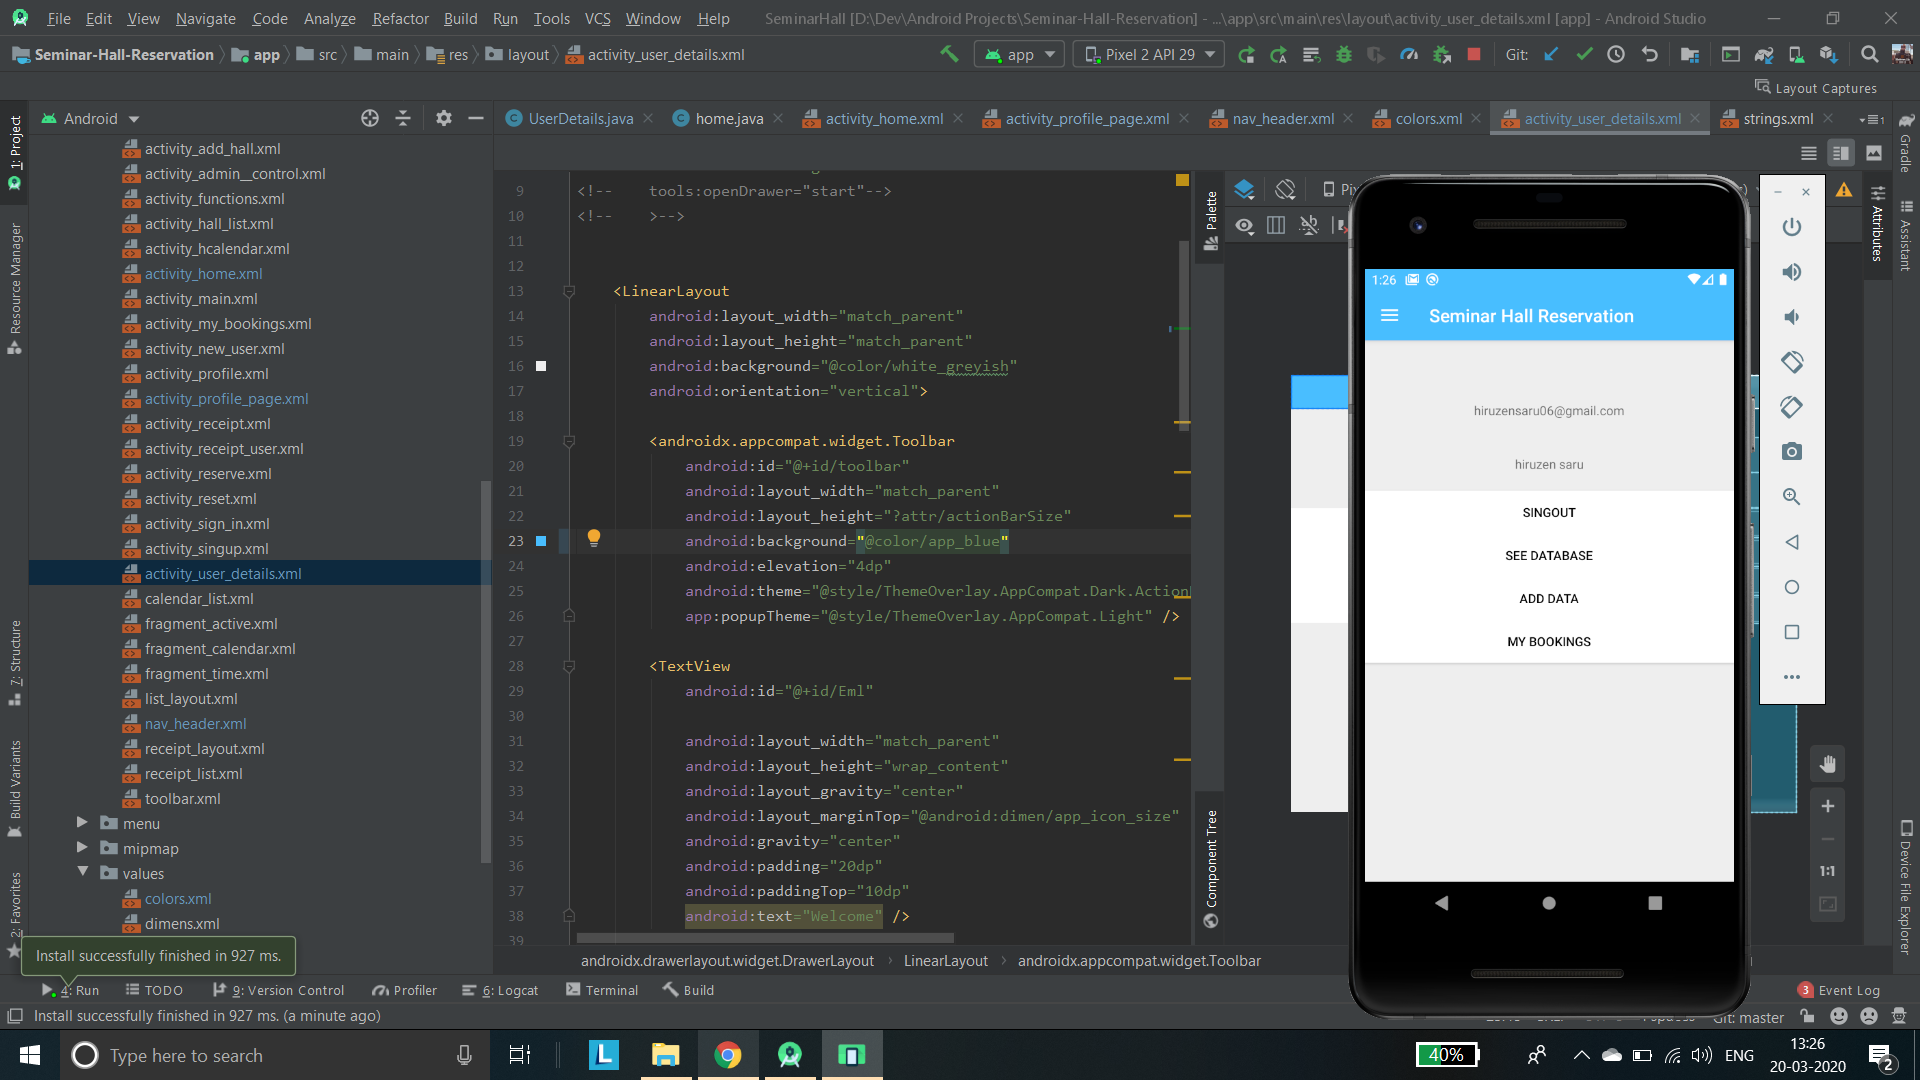 File Edit View Navigate Code Analyze Refactor Build Run Tools VCS Window Help SeminarHall [D:\Dev\Android Projects\Seminar-Hall-Reservation] - ...\app\src\main\res\layout\activity_user_details.xml [app] - Android Studio
Seminar-Hall-Reservation app src main res layout activity_user_details.xml app Pixel 2 API 29 Git:
Layout Captures
Android UserDetails.java home.java activity_home.xml activity_profile_page.xml nav_header.xml colors.xml activity_user_details.xml strings.xml
1: Project
Resource Manager
7: Structure
Build Variants
2: Favorites
activity_add_hall.xml
activity_admin__control.xml
activity_functions.xml
activity_hall_list.xml
activity_hcalendar.xml
activity_home.xml
activity_main.xml
activity_my_bookings.xml
activity_new_user.xml
activity_profile.xml
activity_profile_page.xml
activity_receipt.xml
activity_receipt_user.xml
activity_reserve.xml
activity_reset.xml
activity_sign_in.xml
activity_singup.xml
activity_user_details.xml
calendar_list.xml
fragment_active.xml
fragment_calendar.xml
fragment_time.xml
list_layout.xml
nav_header.xml
receipt_layout.xml
receipt_list.xml
toolbar.xml
menu
mipmap
values
colors.xml
dimens.xml
9 <!-- tools:openDrawer="start"-->
10 <!-- >-->
11
12
13 <LinearLayout
14 android:layout_width="match_parent"
15 android:layout_height="match_parent"
16 android:background="@color/white_greyish"
17 android:orientation="vertical">
18
19 <androidx.appcompat.widget.Toolbar
20 android:id="@+id/toolbar"
21 android:layout_width="match_parent"
22 android:layout_height="?attr/actionBarSize"
23 android:background="@color/app_blue"
24 android:elevation="4dp"
25 android:theme="@style/ThemeOverlay.AppCompat.Dark.Action
26 app:popupTheme="@style/ThemeOverlay.AppCompat.Light" />
27
28 <TextView
29 android:id="@+id/Eml"
30
31 android:layout_width="match_parent"
32 android:layout_height="wrap_content"
33 android:layout_gravity="center"
34 android:layout_marginTop="@android:dimen/app_icon_size"
35 android:gravity="center"
36 android:padding="20dp"
37 android:paddingTop="10dp"
38 android:text="Welcome" />
39
androidx.drawerlayout.widget.DrawerLayout LinearLayout androidx.appcompat.widget.Toolbar
Palette
Component Tree
1:26
Seminar Hall Reservation
hiruzensaru06@gmail.com
hiruzen saru
SINGOUT
SEE DATABASE
ADD DATA
MY BOOKINGS
1:1
Attributes
Gradle
Assistant
Device File Explorer
Install successfully finished in 927 ms.
4: Run TODO 9: Version Control Profiler 6: Logcat Terminal Build 3 Event Log
Install successfully finished in 927 ms. (a minute ago) Git: master
Type here to search L 40% ENG 13:26
20-03-2020 2